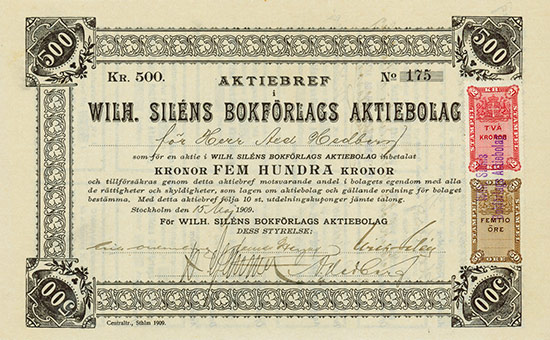 500 500
KR. 500. AKTIEBREF No 175
i
WILH. SILÉNS BOKFÖRLAGS AKTIEBOLAG
för Herr Axel Hedberg
som för en aktie i WILH. SILÉNS BOKFÖRLAGS AKTIEBOLAG inbetalat
KRONOR FEM HUNDRA KRONOR
och tillförsäkras genom detta aktiebref motsvarande andel i bolagets egendom med alla
de rättigheter och skyldigheter, som lagen om aktiebolag och gällande ordning för bolaget
bestämma. Med detta aktiebref följa 10 st. utdelningskuponger jämte talong.
Stockholm den 15 Maj 1909.
För WILH. SILÉNS BOKFÖRLAGS AKTIEBOLAG
DESS STYRELSE:
500 500
Centraltr., Sthlm 1909.
TVÅ
KRONOR
FEMTIO
ÖRE